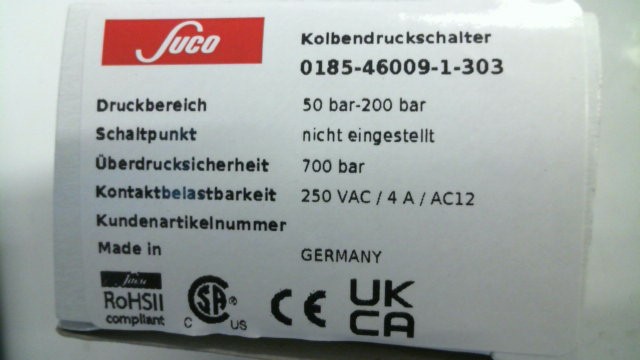 Suco
Kolbendruckschalter
0185-46009-1-303
Druckbereich 50 bar-200 bar
Schaltpunkt nicht eingestellt
Überdrucksicherheit 700 bar
Kontaktbelastbarkeit 250 VAC / 4 A / AC12
Kundenartikelnummer
Made in GERMANY
Suco
RoHSII
compliant
C SA ® US
CE
UK
CA